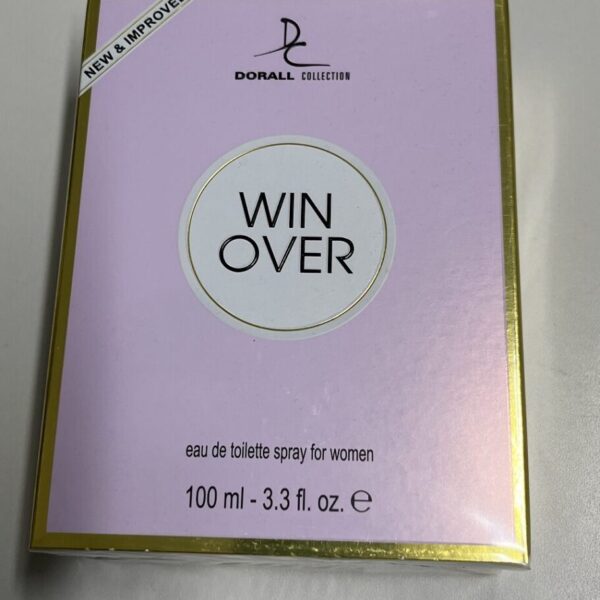 NEW & IMPROVED
DC
DORALL COLLECTION
WIN
OVER
eau de toilette spray for women
100 ml - 3.3 fl. oz. ℮